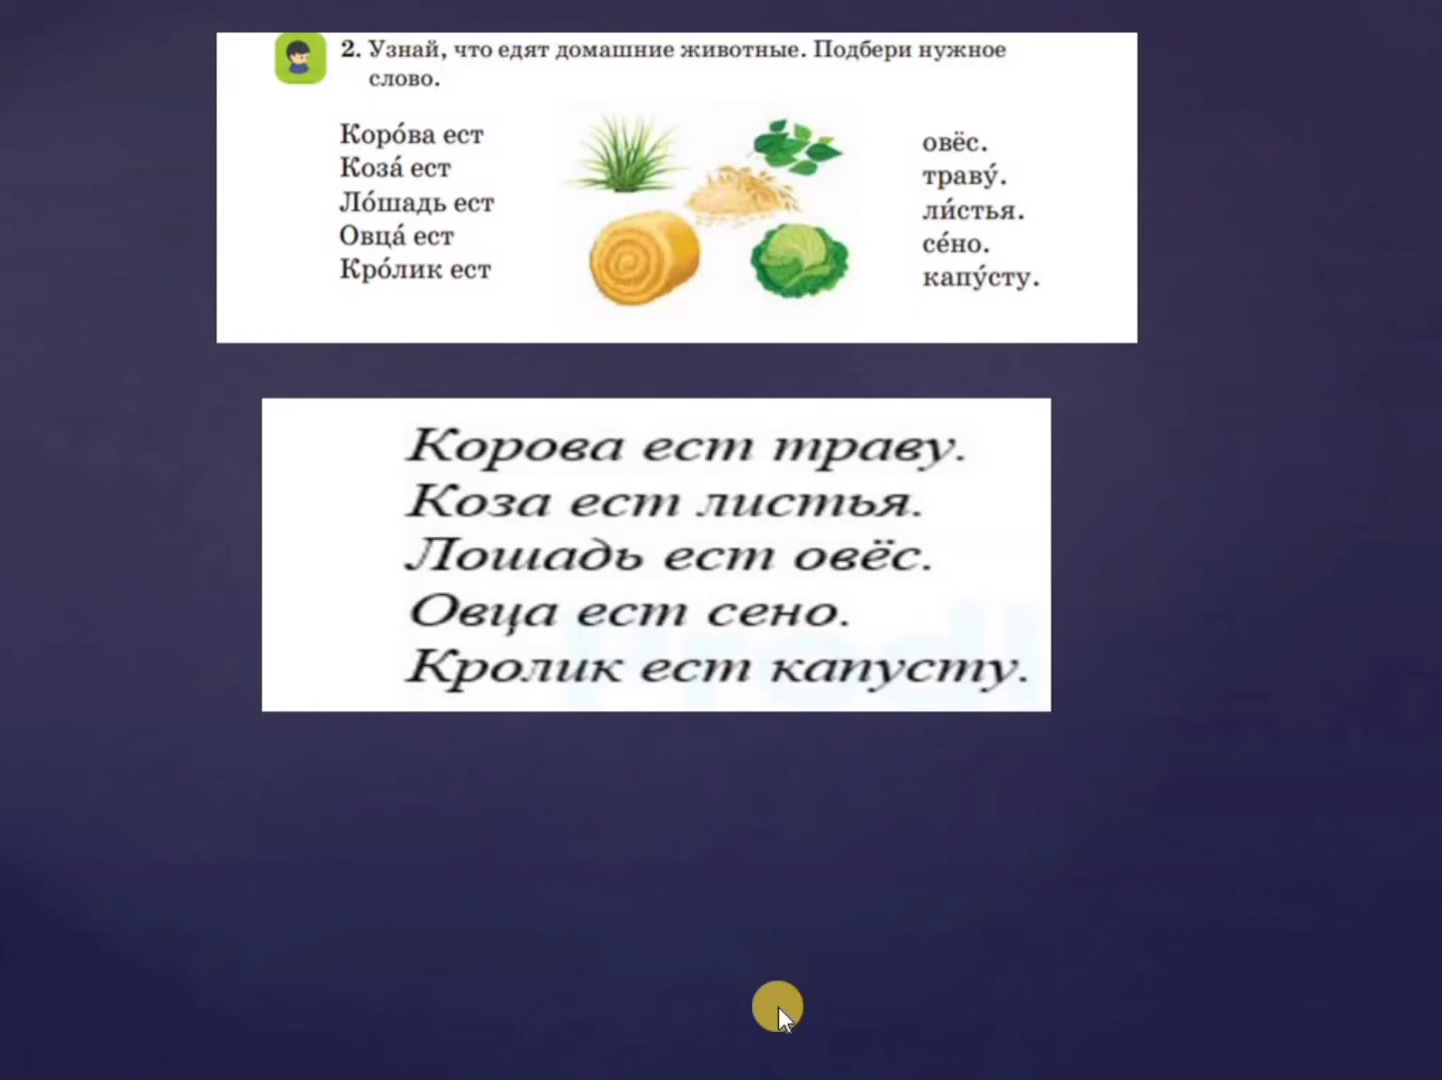 2. Узнай, что едят домашние животные. Подбери нужное
слово.
Коро́ва ест
Коза́ ест
Ло́шадь ест
Овца́ ест
Кро́лик ест
овёс.
траву́.
ли́стья.
се́но.
капу́сту.
Корова ест траву.
Коза ест листья.
Лошадь ест овёс.
Овца ест сено.
Кролик ест капусту.